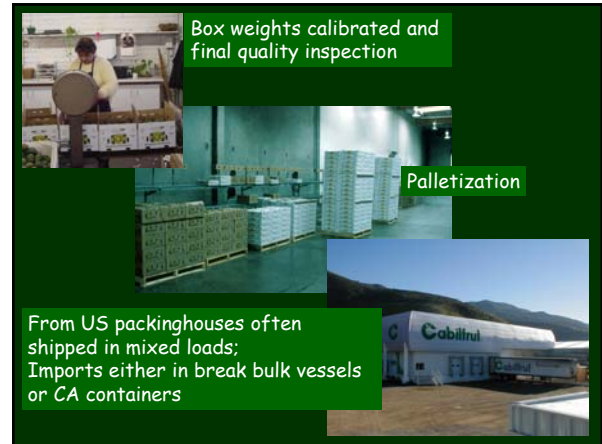 Box weights calibrated and
final quality inspection
Palletization
Cabilfrut
Cabilfrut
From US packinghouses often
shipped in mixed loads;
Imports either in break bulk vessels
or CA containers